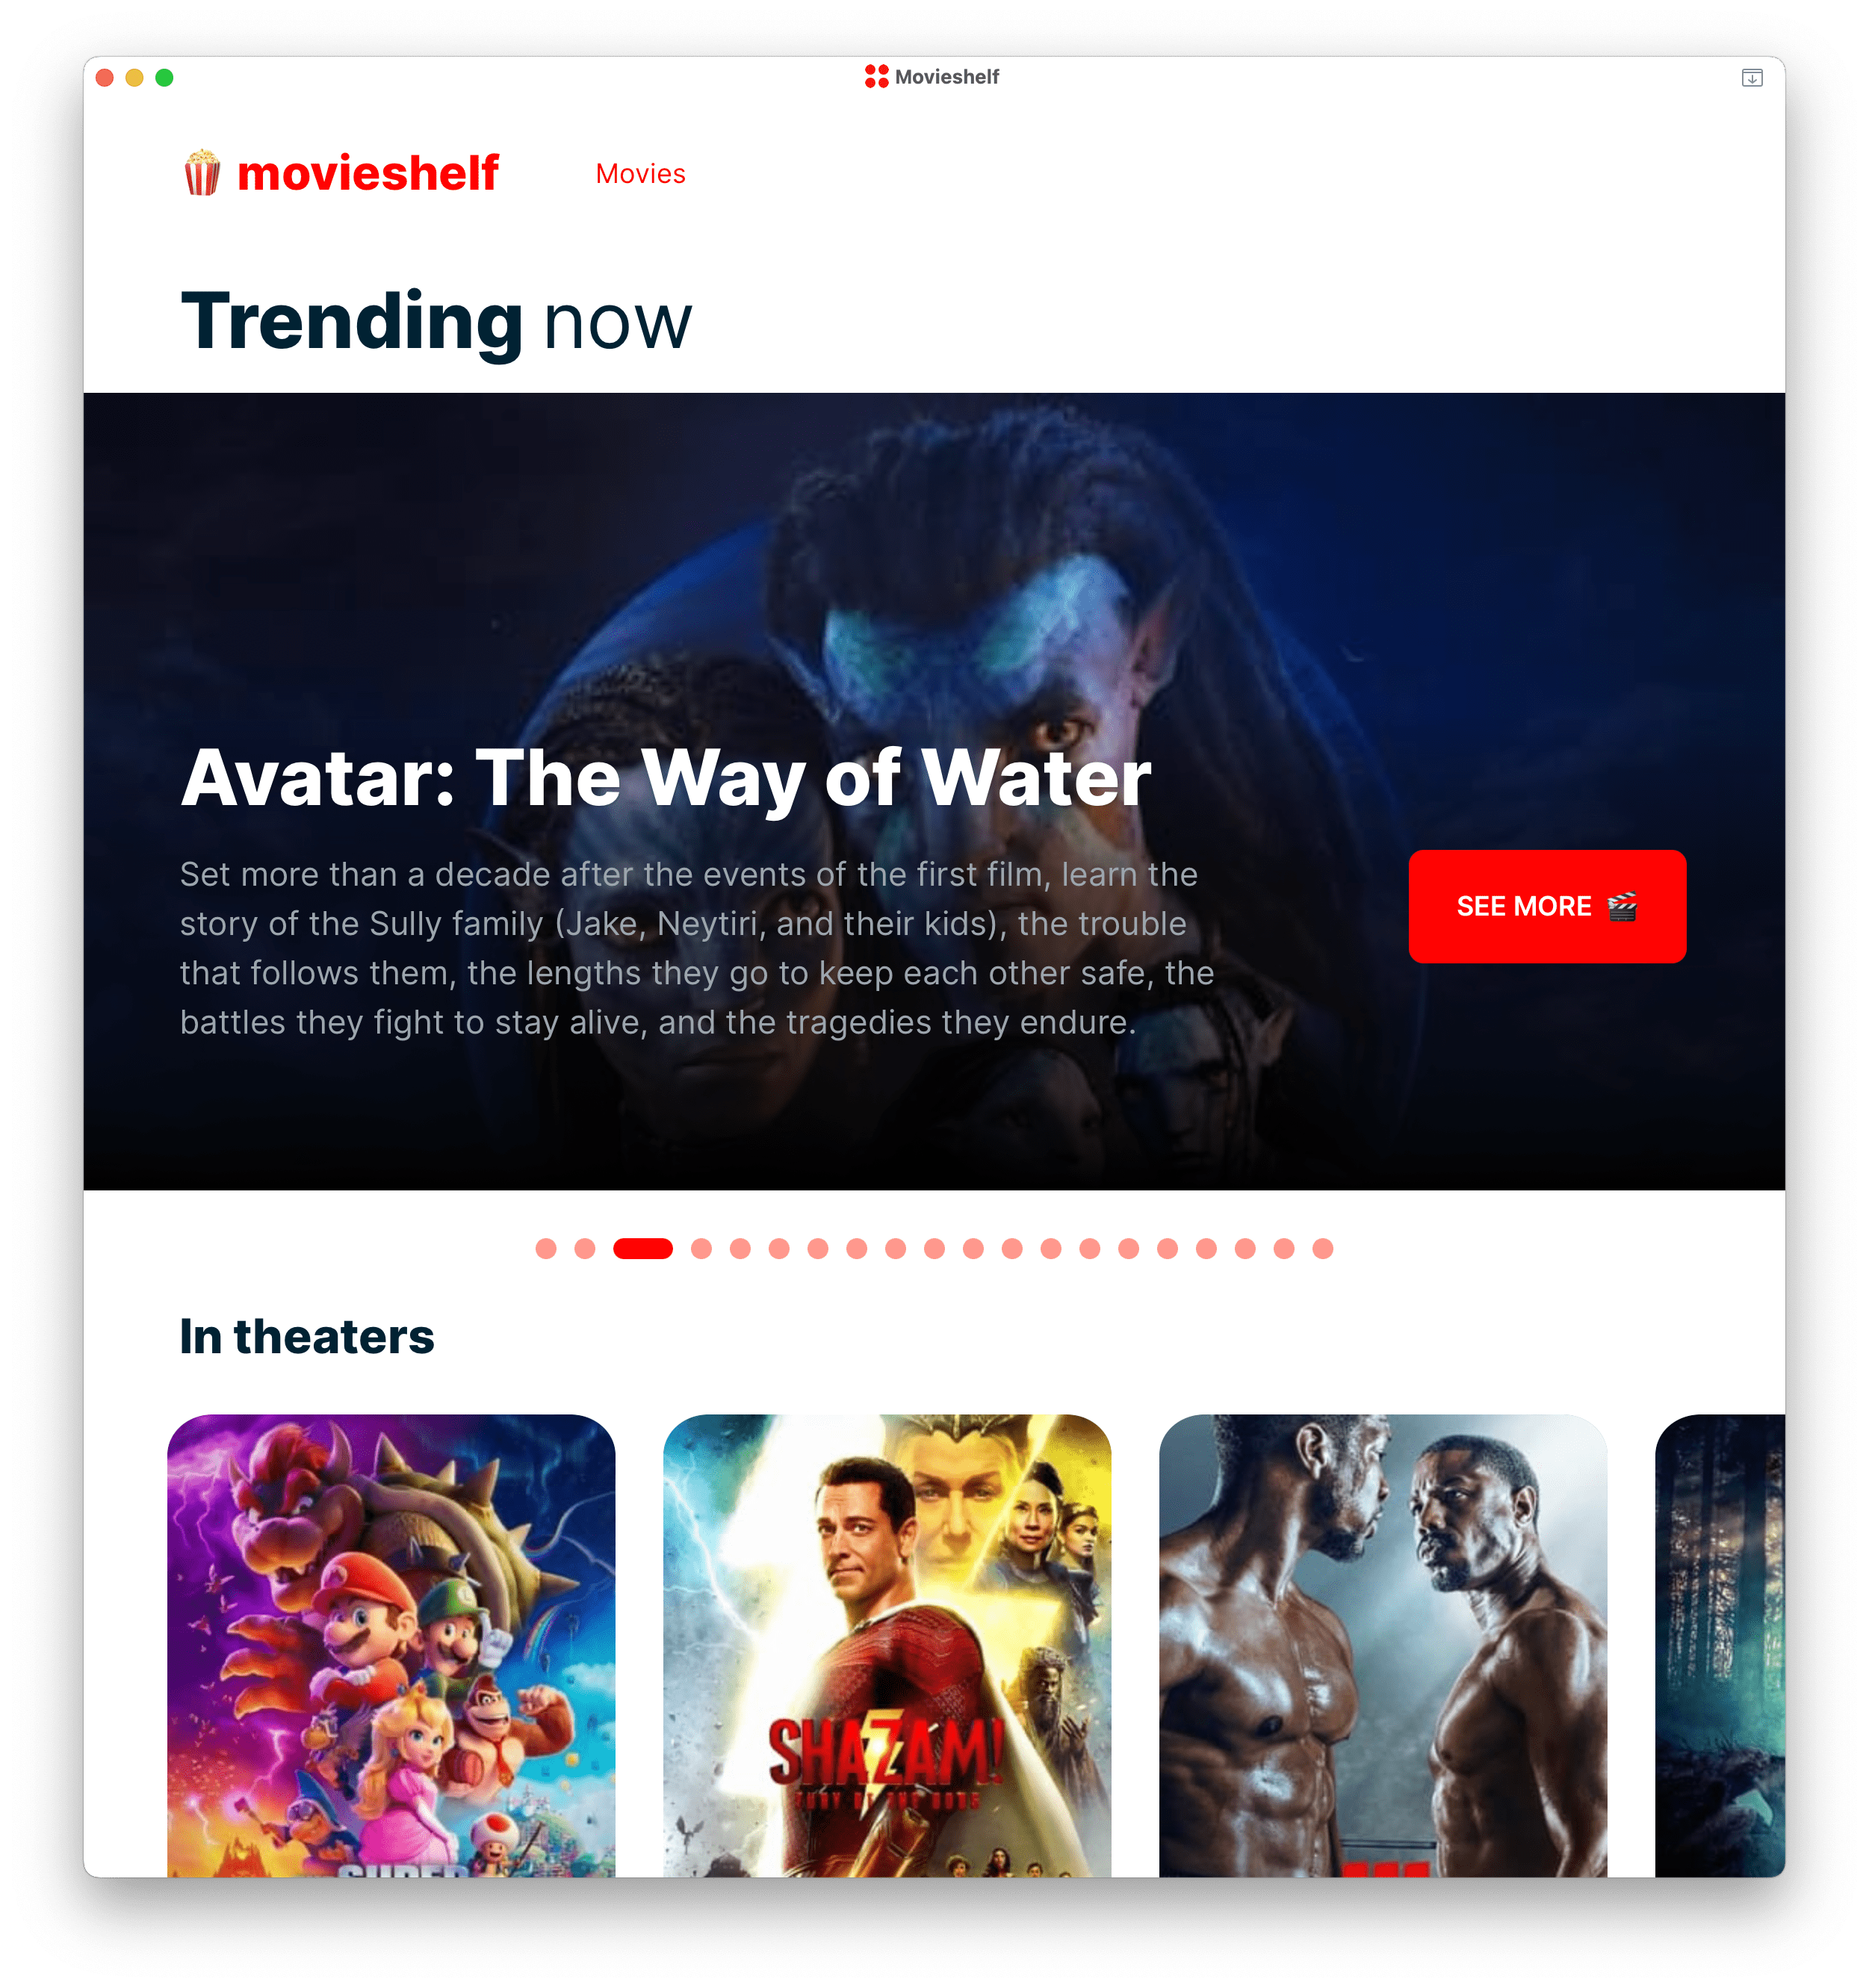 Movieshelf
movieshelf
Movies
Trending now
Avatar: The Way of Water
Set more than a decade after the events of the first film, learn the
story of the Sully family (Jake, Neytiri, and their kids), the trouble
that follows them, the lengths they go to keep each other safe, the
battles they fight to stay alive, and the tragedies they endure.
SEE MORE
In theaters
SHAZAM!
FURY OF THE GODS
SUPER
III